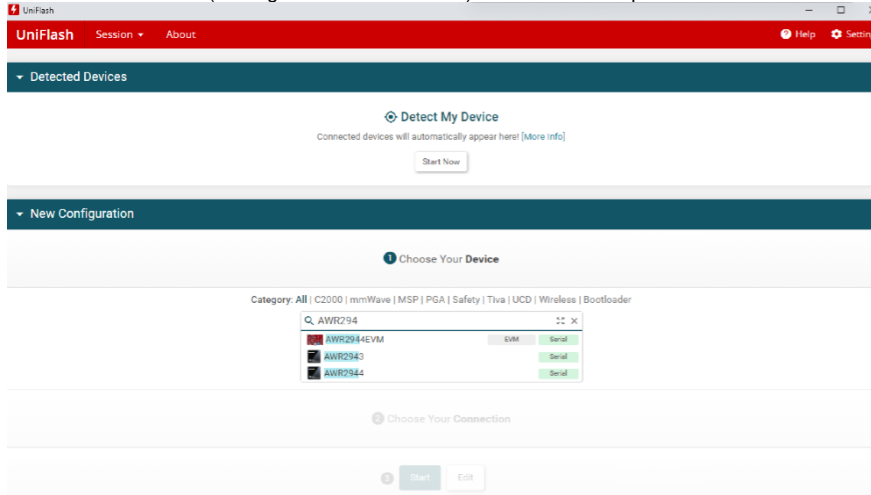 UniFlash
UniFlash Session About Help Settin
Detected Devices
Detect My Device
Connected devices will automatically appear here! [More Info]
Start Now
New Configuration
1 Choose Your Device
Category: All | C2000 | mmWave | MSP | PGA | Safety | Tiva | UCD | Wireless | Bootloader
AWR294
AWR2944EVM EVM Serial
AWR2943 Serial
AWR2944 Serial
2 Choose Your Connection
3 Start Edit